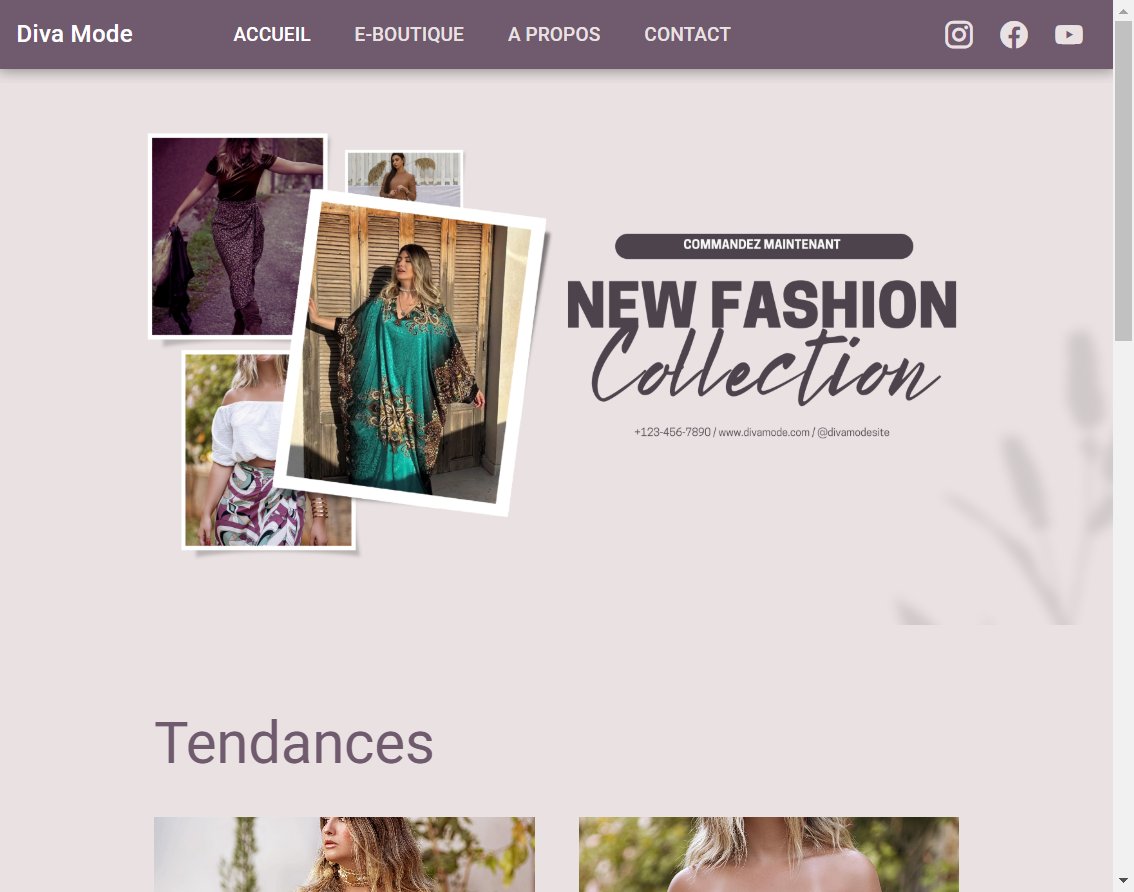 Diva Mode
ACCUEIL
E-BOUTIQUE
A PROPOS
CONTACT
COMMANDEZ MAINTENANT
NEW FASHION
Collection
+123-456-7890 / www.divamode.com / @divamodesite
Tendances